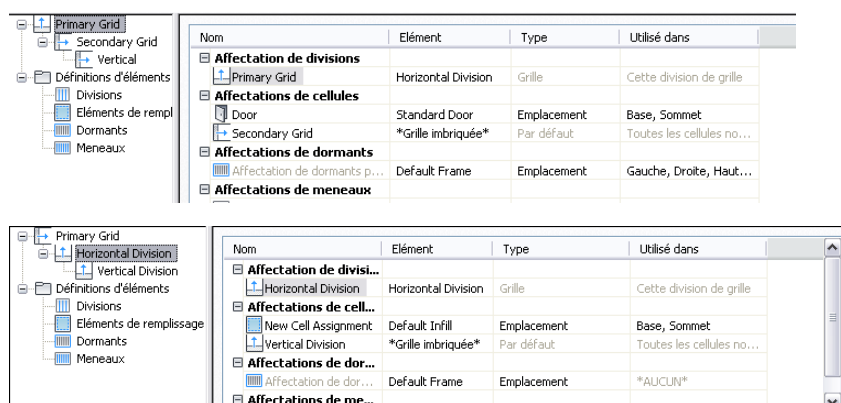 Primary Grid
Secondary Grid
Vertical
Définitions d'éléments
Divisions
Eléments de rempl
Dormants
Meneaux
Nom Elément Type Utilisé dans
Affectation de divisions
Primary Grid Horizontal Division Grille Cette division de grille
Affectations de cellules
Door Standard Door Emplacement Base, Sommet
Secondary Grid *Grille imbriquée* Par défaut Toutes les cellules no...
Affectations de dormants
Affectation de dormants p... Default Frame Emplacement Gauche, Droite, Haut...
Affectations de meneaux
Primary Grid
Horizontal Division
Vertical Division
Définitions d'éléments
Divisions
Eléments de remplissage
Dormants
Meneaux
Nom Elément Type Utilisé dans
Affectation de divisi...
Horizontal Division Horizontal Division Grille Cette division de grille
Affectations de cell...
New Cell Assignment Default Infill Emplacement Base, Sommet
Vertical Division *Grille imbriquée* Par défaut Toutes les cellules no...
Affectations de dor...
Affectation de dor... Default Frame Emplacement *AUCUN*
Affectations de me...